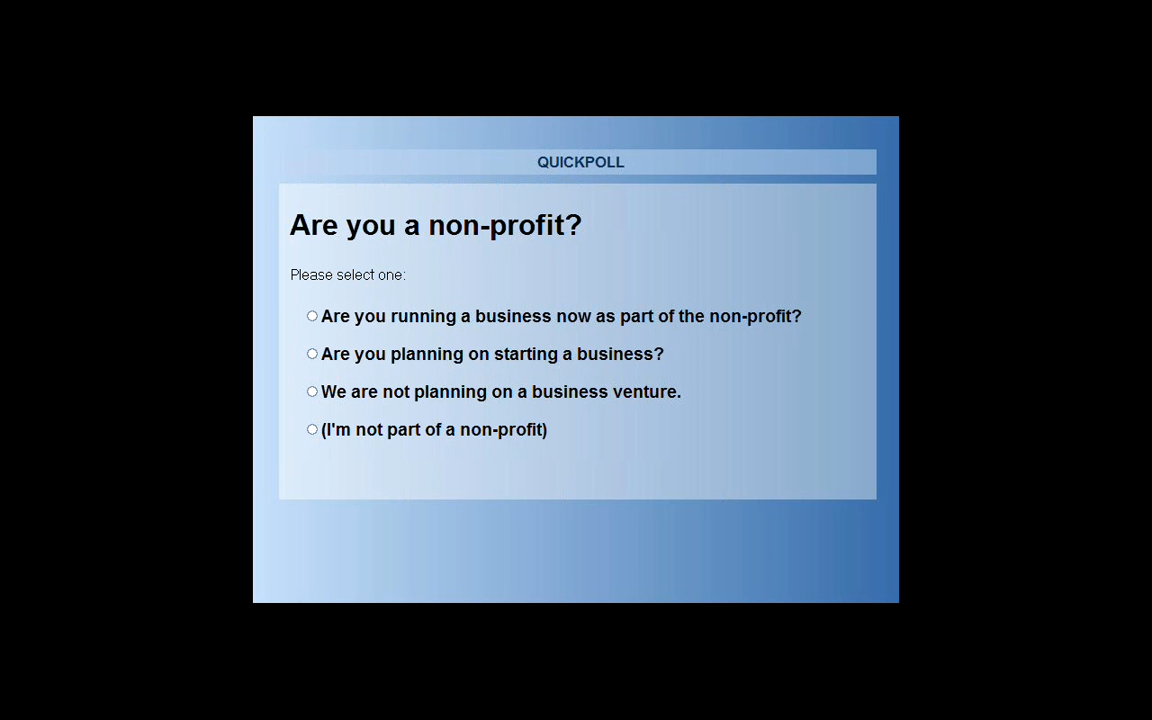 QUICKPOLL
Are you a non-profit?
Please select one:
Are you running a business now as part of the non-profit?
Are you planning on starting a business?
We are not planning on a business venture.
(I'm not part of a non-profit)